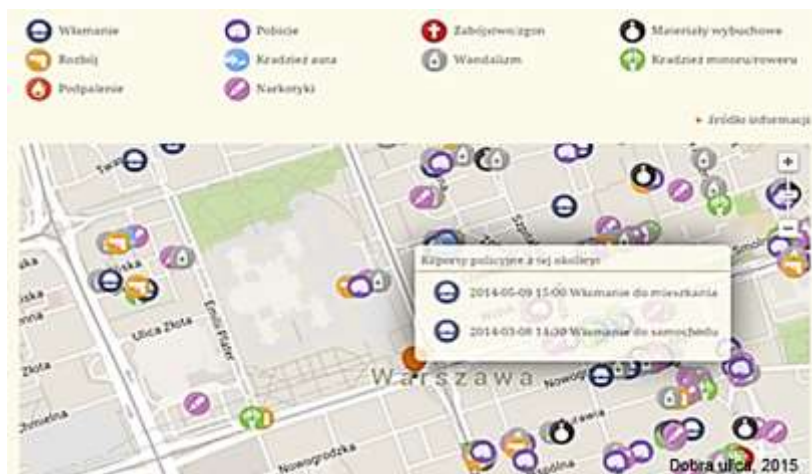 Włamanie
Pobicie
Zabójstwo/zgon
Materiały wybuchowe
Rozbój
Kradzież auta
Wandalizm
Kradzież motoru/roweru
Podpalenie
Narkotyki
źródło informacji
Raporty policyjne z tej okolicy:
2014-05-09 15:00 Włamanie do mieszkania
2014-03-08 14:30 Włamanie do samochodu
Emilii Plater
Ulica Złota
Złota
Warszawa
Nowogrodzka
Chmielna
Nowogrodzka
Dobra ulica, 2015